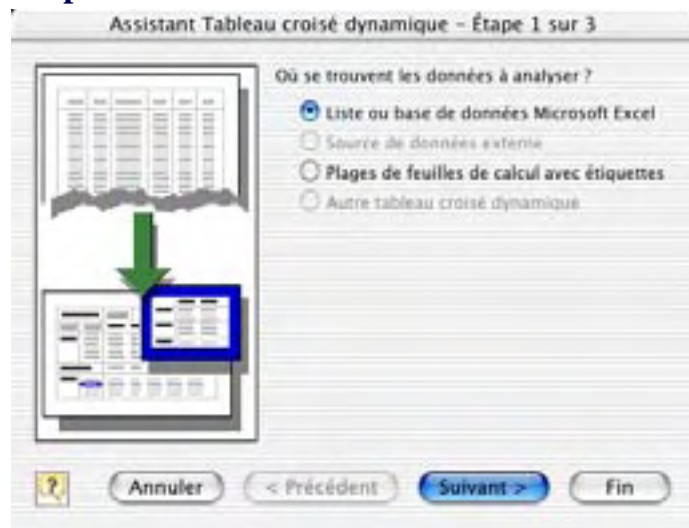 Assistant Tableau croisé dynamique – Étape 1 sur 3
Où se trouvent les données à analyser ?
Liste ou base de données Microsoft Excel
Source de données externe
Plages de feuilles de calcul avec étiquettes
Autre tableau croisé dynamique
?
Annuler
< Précédent
Suivant >
Fin